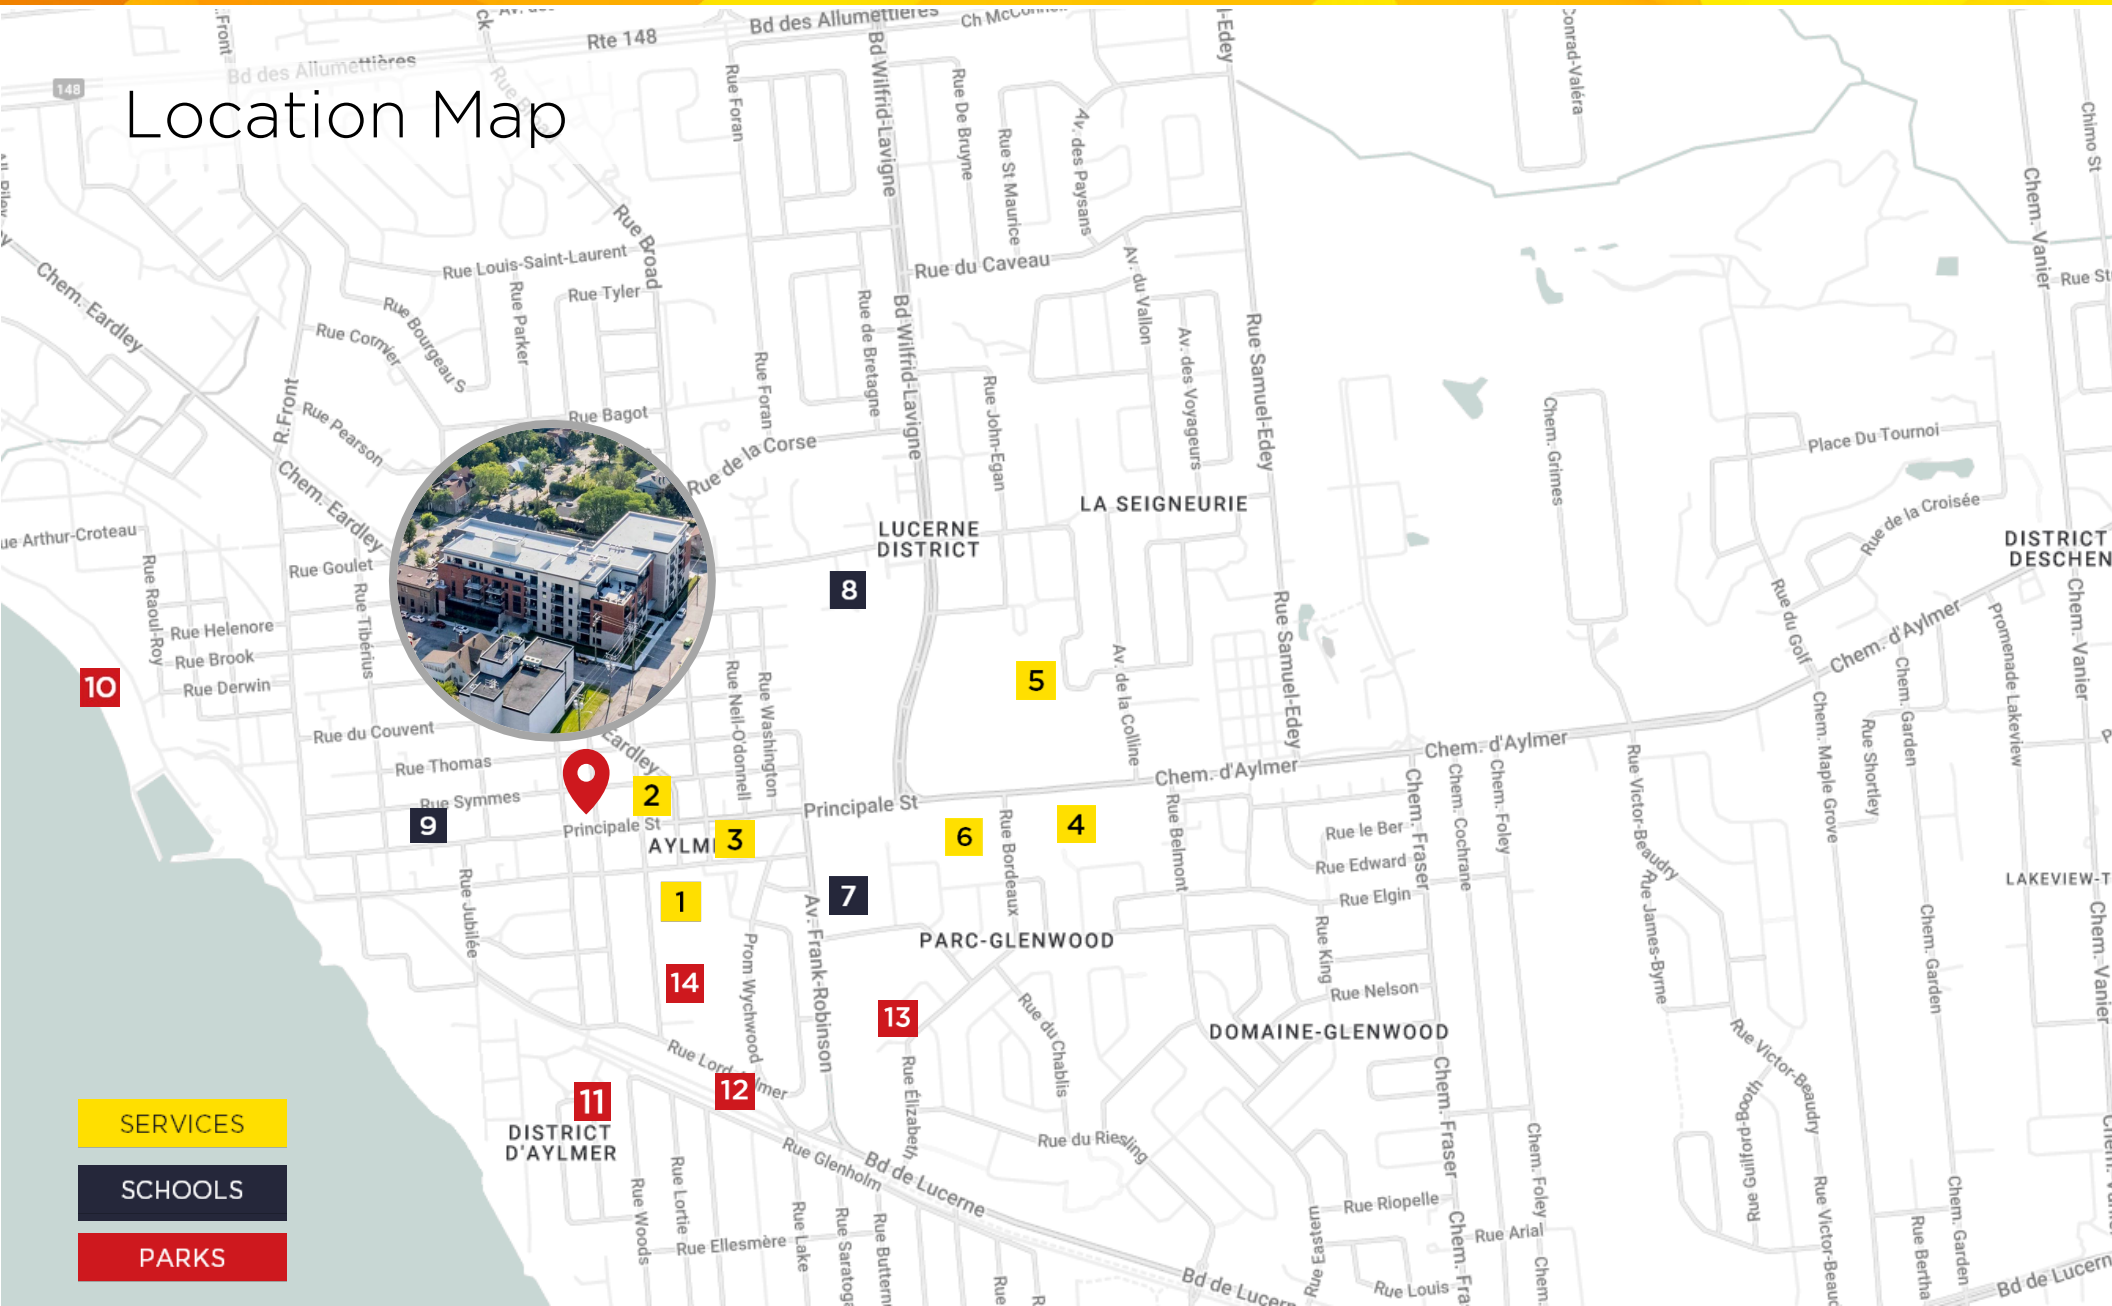 Bd des Allumettières
Ch McConnell
Rte 148
Bd des Allumettières
148
Location Map
Rue Foran
Bd Wilfrid-Lavigne
Rue De Bruyne
Rue St Maurice
Av. des Paysans
Conrad-Valéra
Chimo St
Chem. Vanier
Rue Broad
Rue Louis-Saint-Laurent
Rue Tyler
Rue du Caveau
Av. du Vallon
Chem. Eardley
Rue Bourgeau S
Rue Parker
Rue Cormier
Rue de Bretagne
Bd Wilfrid-Lavigne
Rue Foran
Av. des Voyageurs
Rue Samuel-Edey
Rue John-Egan
R. Front
Rue Pearson
Rue Bagot
Rue de la Corse
Chem. Grimes
Place Du Tournoi
Chem. Eardley
LA SEIGNEURIE
LUCERNE
DISTRICT
Rue de la Croisée
DISTRICT
DESCHEN
ue Arthur-Croteau
Rue Goulet
Rue Raoul-Roy
Rue Tibérius
8
Rue Helenore
Rue Brook
Rue Derwin
10
Rue Samuel-Edey
Rue du Golf
Chem. d'Aylmer
Promenade Lakeview
Chem. Vanier
5
Av. de la Colline
Rue Neil-O'donnell
Rue Washington
Rue du Couvent
Eardley
Rue Thomas
Rue Symmes
2
9
Principale St
Principale St
AYLM
3
Chem. d'Aylmer
Chem. d'Aylmer
Chem. Garden
Chem. Maple Grove
Rue Shortley
6
4
Rue Bordeaux
Rue Belmont
Rue le Ber
Rue Edward
Rue Elgin
Chem. Fraser
Chem. Cochrane
Chem. Foley
Rue Victor-Beaudry
Rue James-Byrne
LAKEVIEW-T
1
7
Rue Jubilée
Av. Frank-Robinson
PARC-GLENWOOD
Rue King
Chem. Garden
Chem. Vanier
14
Prom Wychwood
13
Rue Nelson
Rue du Chablis
DOMAINE-GLENWOOD
Rue Victor-Beaudry
Rue Guilford-Booth
12
11
DISTRICT
D'AYLMER
Rue Élizabeth
Rue du Riesling
Chem. Fraser
Chem. Foley
Rue Glenholm
Bd de Lucerne
Rue Woods
Rue Lortie
Rue Ellesmère
Rue Lake
Rue Saratoga
Rue Buttern
Rue Riopelle
Rue Arial
Rue Eastern
Rue Louis
Chem. Fra
Chem.
Rue
Rue Victor-Beaud
Rue Bertha
Chem. Garden
Bd de Lucern
Bd de Lucern
SERVICES
SCHOOLS
PARKS